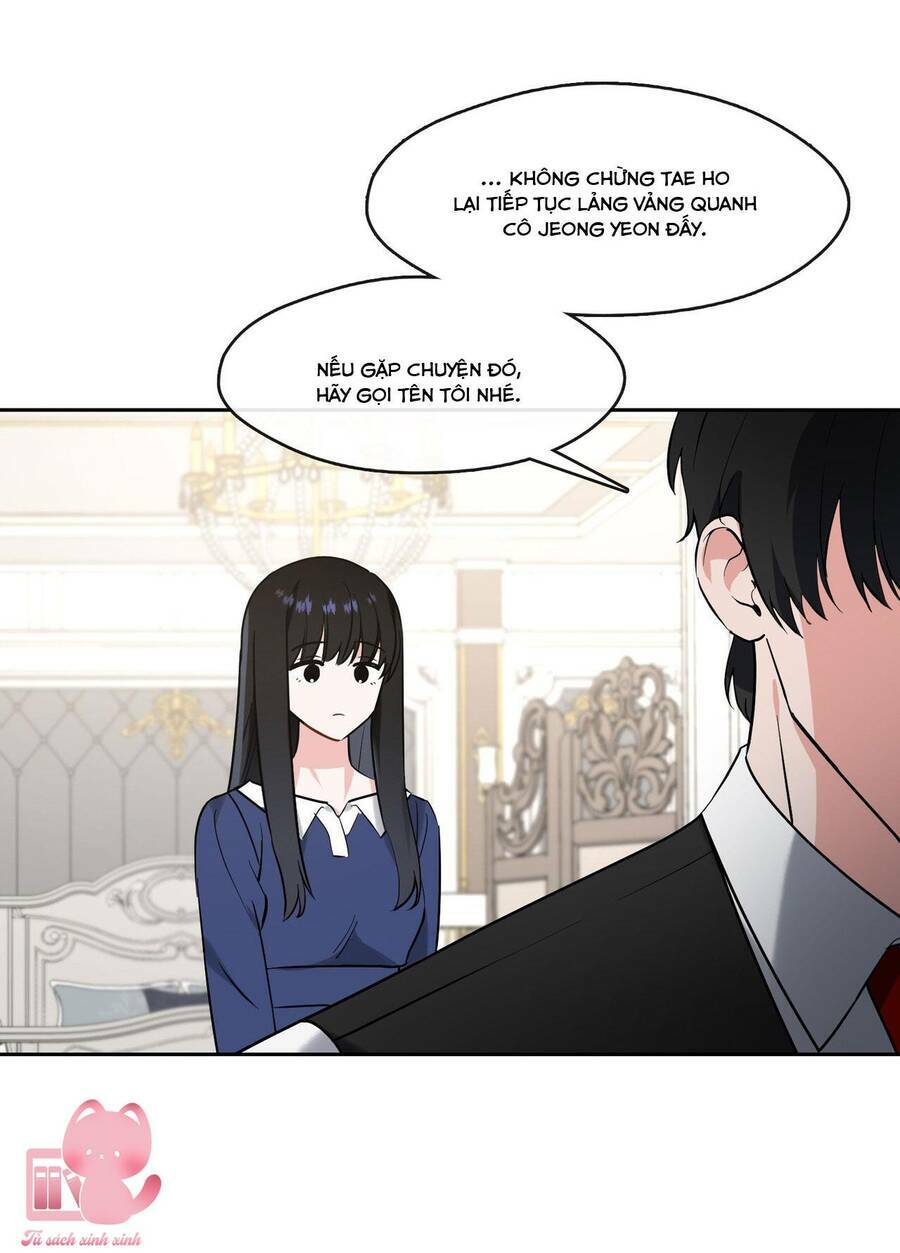 ... KHÔNG CHỪNG TAE HO
LẠI TIẾP TỤC LẢNG VẢNG QUANH
CÔ JEONG YEON ĐẤY.
NẾU GẶP CHUYỆN ĐÓ,
HÃY GỌI TÊN TÔI NHÉ.
Tủ sách xinh xinh